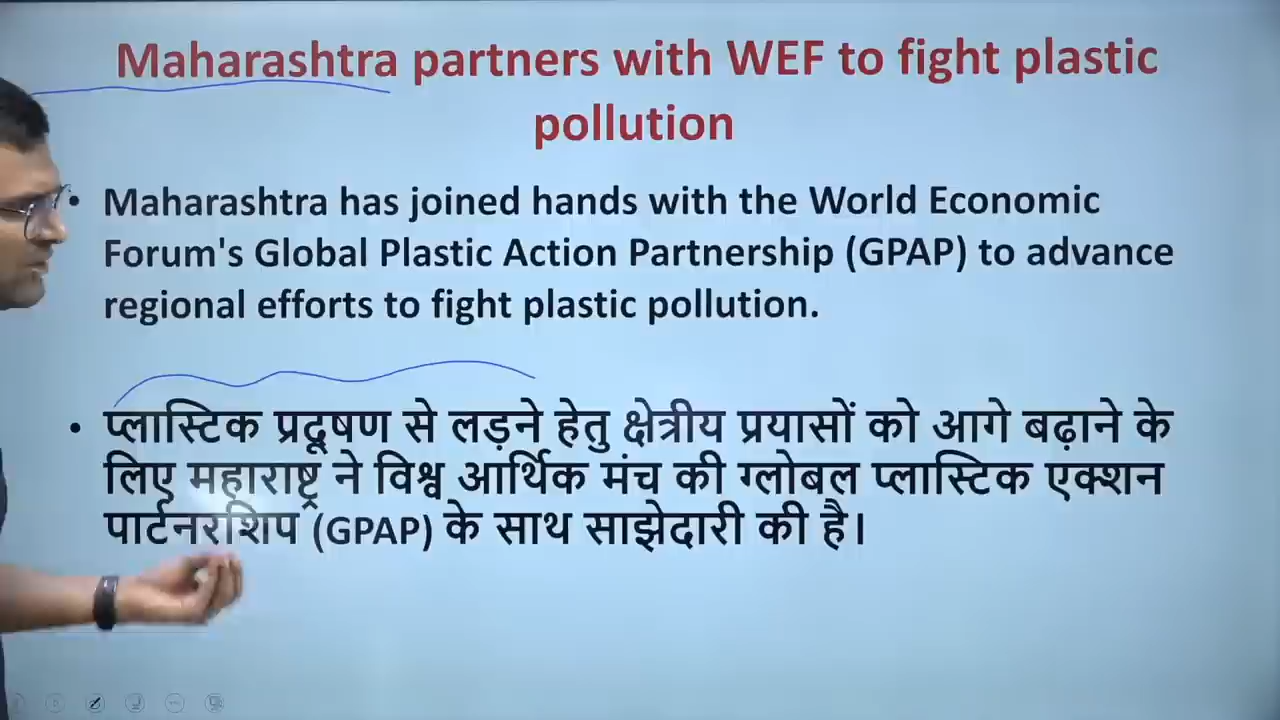 Maharashtra partners with WEF to fight plastic
pollution
• Maharashtra has joined hands with the World Economic
Forum's Global Plastic Action Partnership (GPAP) to advance
regional efforts to fight plastic pollution.
• प्लास्टिक प्रदूषण से लड़ने हेतु क्षेत्रीय प्रयासों को आगे बढ़ाने के
लिए महाराष्ट्र ने विश्व आर्थिक मंच की ग्लोबल प्लास्टिक एक्शन
पार्टनरशिप (GPAP) के साथ साझेदारी की है।